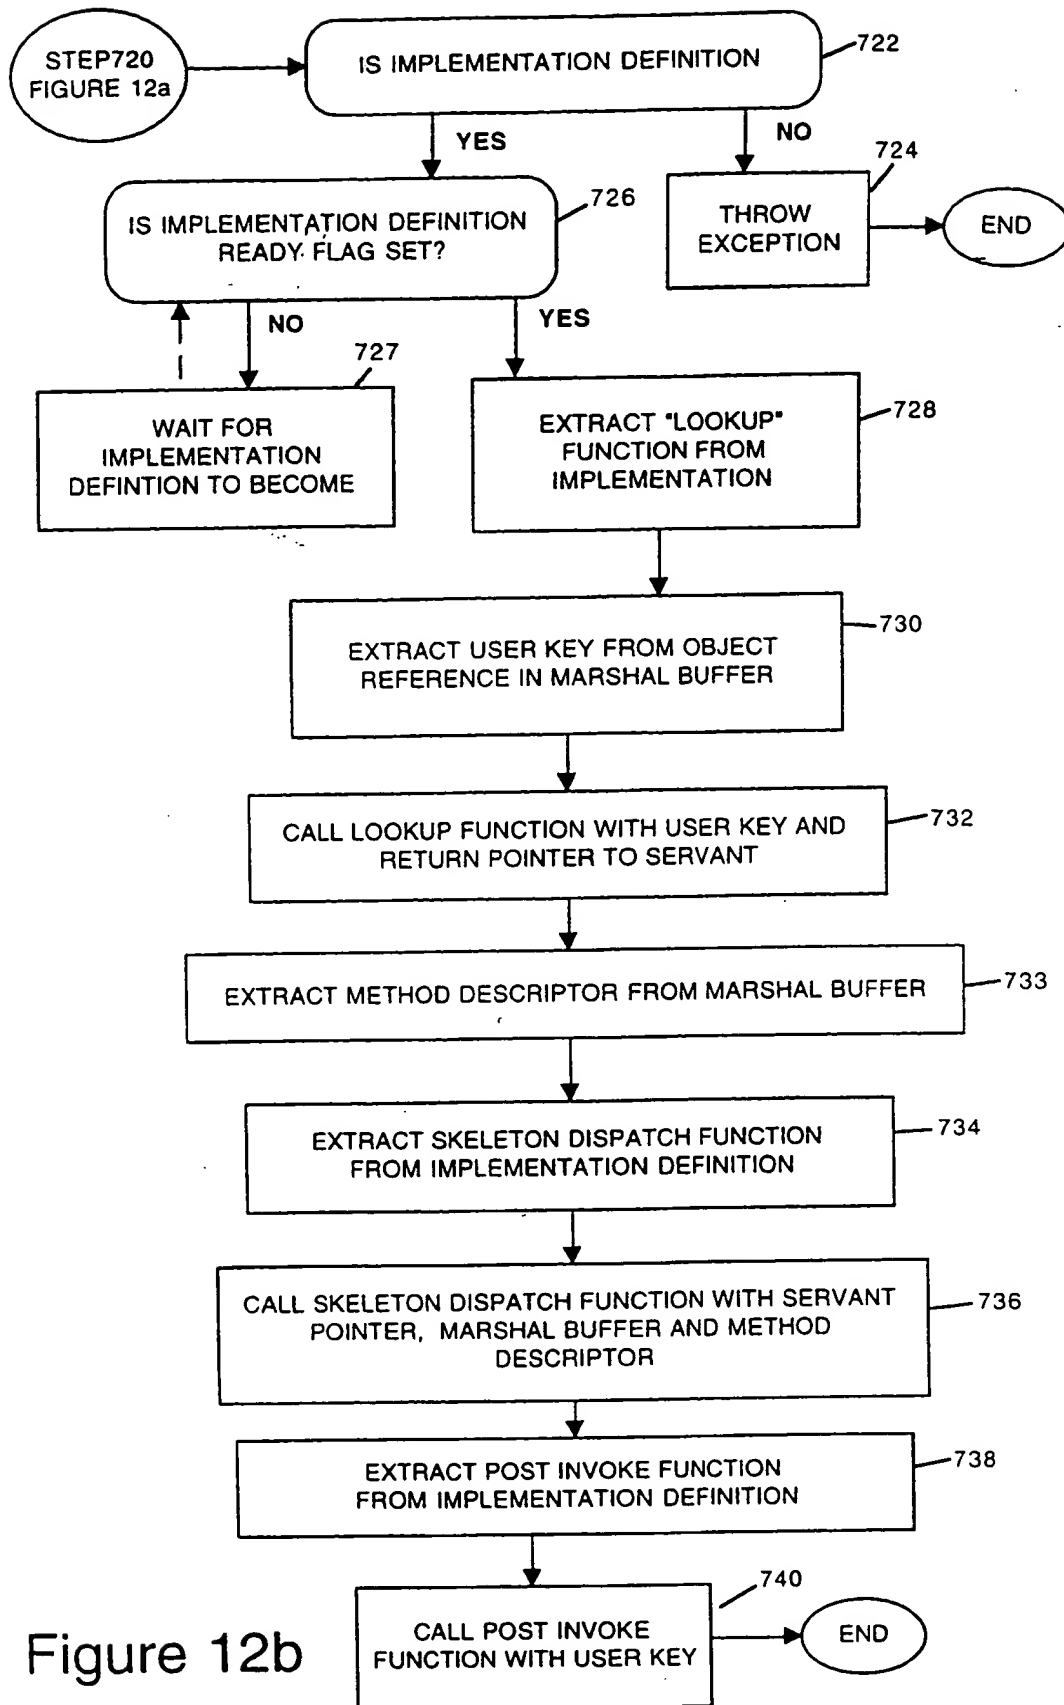 STEP720
FIGURE 12a
IS IMPLEMENTATION DEFINITION
722
YES
NO
724
THROW
EXCEPTION
END
IS IMPLEMENTATION DEFINITION
READY FLAG SET?
726
NO
YES
727
WAIT FOR
IMPLEMENTATION
DEFINTION TO BECOME
EXTRACT "LOOKUP"
FUNCTION FROM
IMPLEMENTATION
728
EXTRACT USER KEY FROM OBJECT
REFERENCE IN MARSHAL BUFFER
730
CALL LOOKUP FUNCTION WITH USER KEY AND
RETURN POINTER TO SERVANT
732
EXTRACT METHOD DESCRIPTOR FROM MARSHAL BUFFER
733
EXTRACT SKELETON DISPATCH FUNCTION
FROM IMPLEMENTATION DEFINITION
734
CALL SKELETON DISPATCH FUNCTION WITH SERVANT
POINTER, MARSHAL BUFFER AND METHOD
DESCRIPTOR
736
EXTRACT POST INVOKE FUNCTION
FROM IMPLEMENTATION DEFINITION
738
740
CALL POST INVOKE
FUNCTION WITH USER KEY
END
Figure 12b